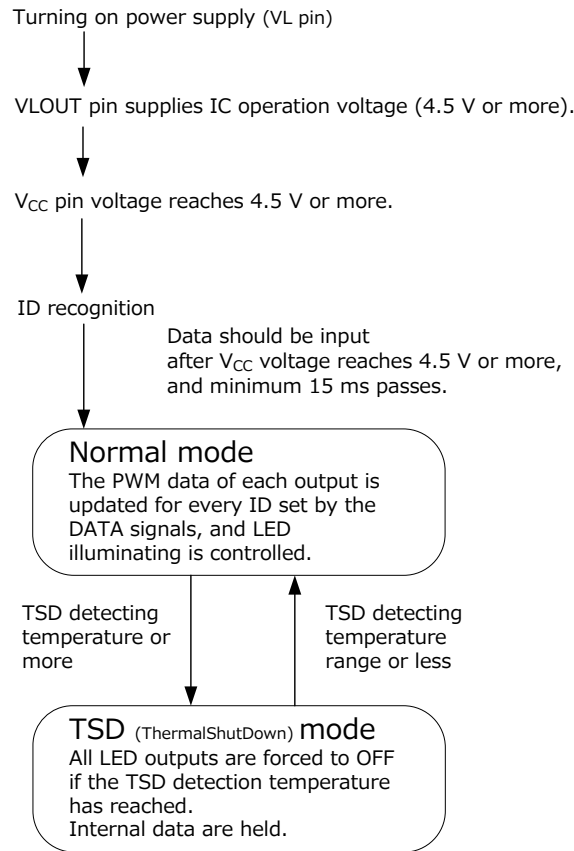 Turning on power supply (VL pin)
VLOUT pin supplies IC operation voltage (4.5 V or more).
VCC pin voltage reaches 4.5 V or more.
ID recognition
Data should be input
after VCC voltage reaches 4.5 V or more,
and minimum 15 ms passes.
Normal mode
The PWM data of each output is
updated for every ID set by the
DATA signals, and LED
illuminating is controlled.
TSD detecting
temperature or
more
TSD detecting
temperature
range or less
TSD (ThermalShutDown) mode
All LED outputs are forced to OFF
if the TSD detection temperature
has reached.
Internal data are held.